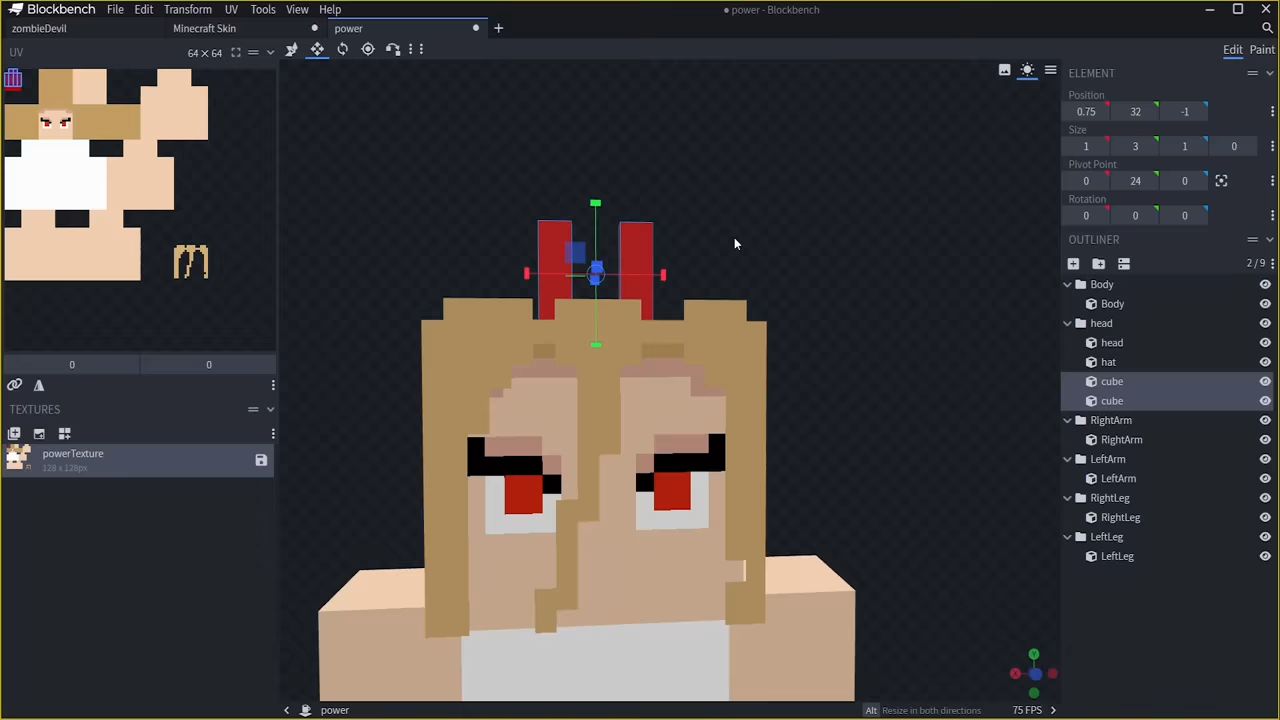 Blockbench File Edit Transform UV Tools View Help
power - Blockbench
zombieDevil Minecraft Skin power
UV 64 × 64
Edit Paint
ELEMENT
Position
0.75 32 -1
Size
1 3 1 0
Pivot Point
0 24 0
Rotation
0 0 0
OUTLINER
2/9
Body
Body
head
head
hat
cube
cube
RightArm
RightArm
LeftArm
LeftArm
RightLeg
RightLeg
LeftLeg
LeftLeg
0 0
TEXTURES
powerTexture
128 x 128px
X Y
power
Alt Resize in both directions 75 FPS